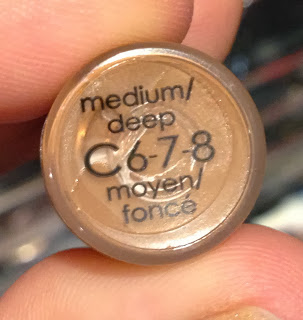 medium/
deep
C6-7-8
moyen/
foncé